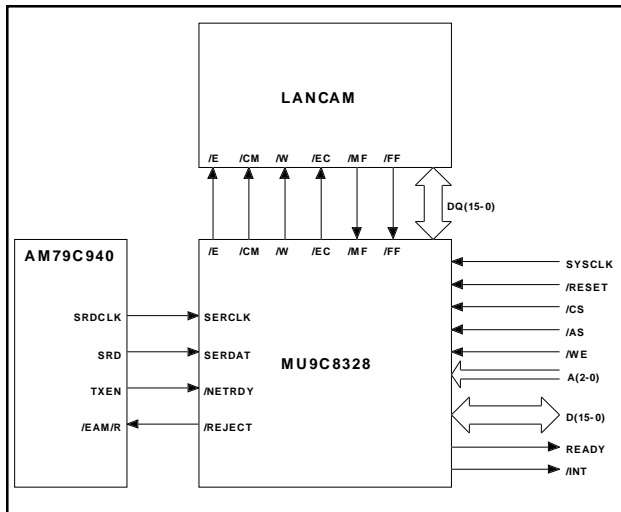 LANCAM
/E /CM /W /EC /MF /FF
DQ(15-0)
AM79C940
/E /CM /W /EC /MF /FF
SYSCLK
/RESET
SRDCLK SERCLK
/CS
/AS
SRD SERDAT
/WE
MU9C8328
A(2-0)
TXEN /NETRDY
D(15-0)
/EAM/R /REJECT
READY
/INT